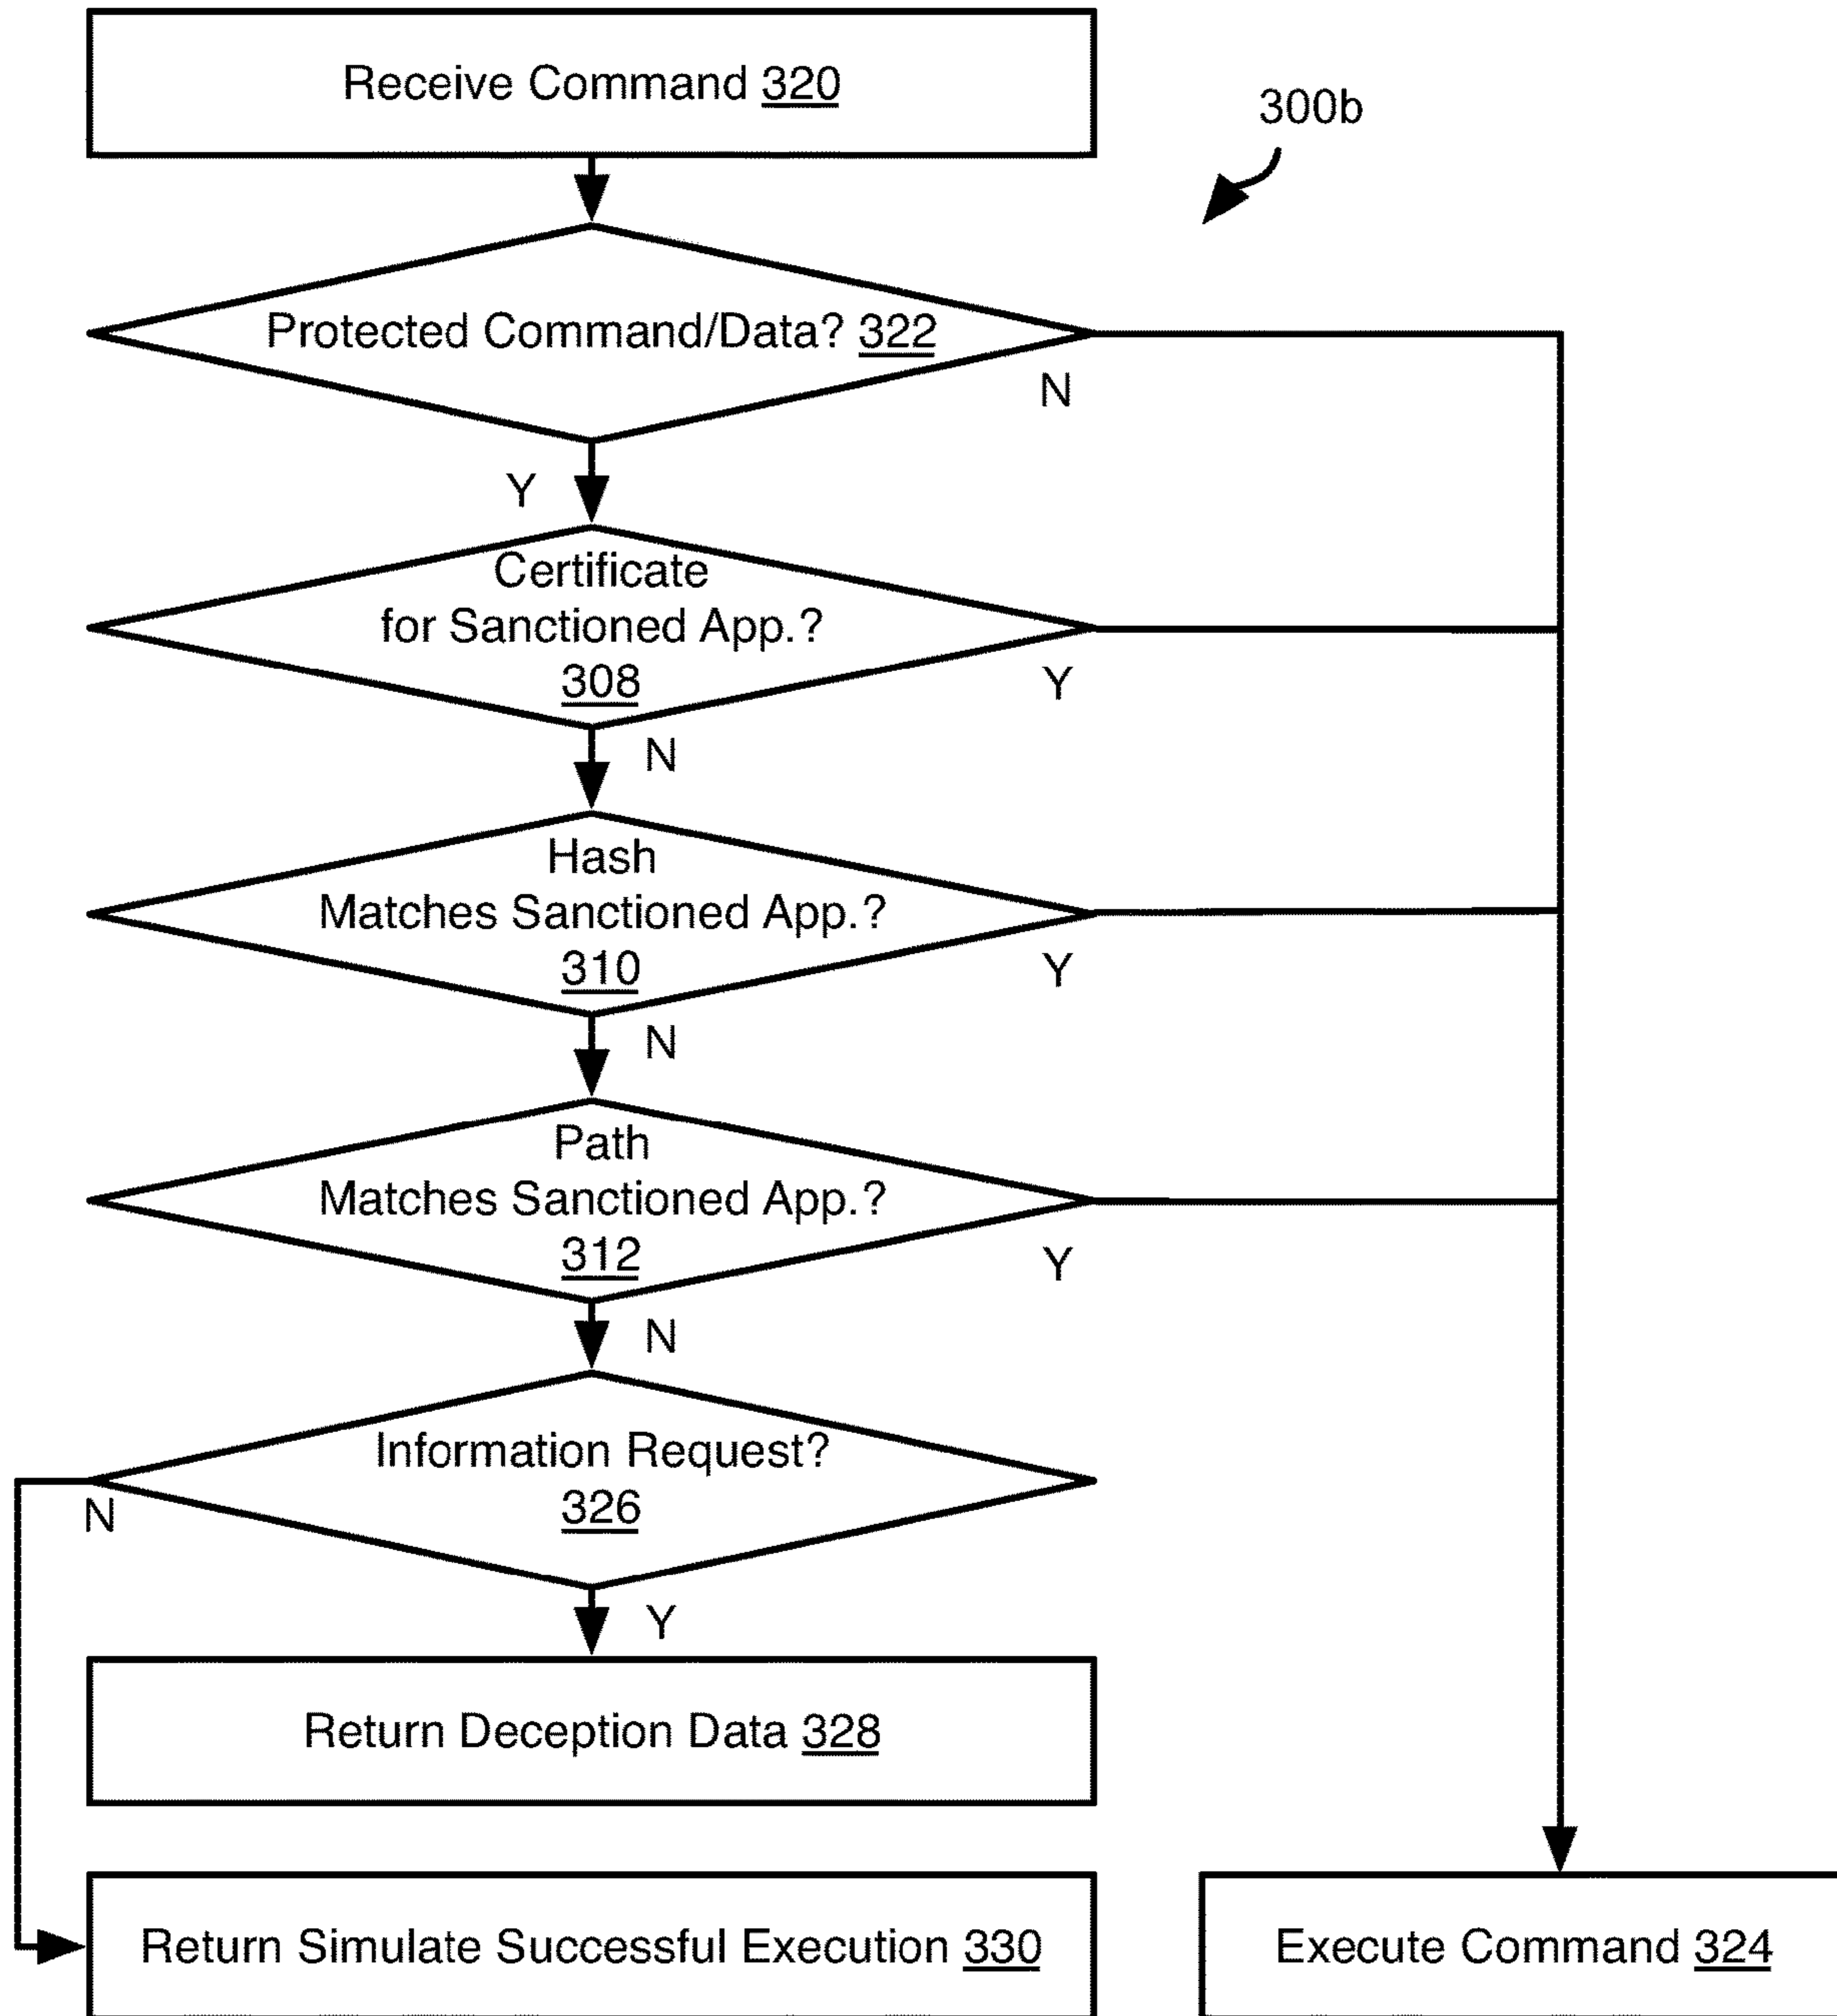 Receive Command 320
300b
Protected Command/Data? 322
N
Y
Certificate
for Sanctioned App.?
308
Y
N
Hash
Matches Sanctioned App.?
310
Y
N
Path
Matches Sanctioned App.?
312
Y
N
Information Request?
326
N
Y
Return Deception Data 328
Return Simulate Successful Execution 330
Execute Command 324